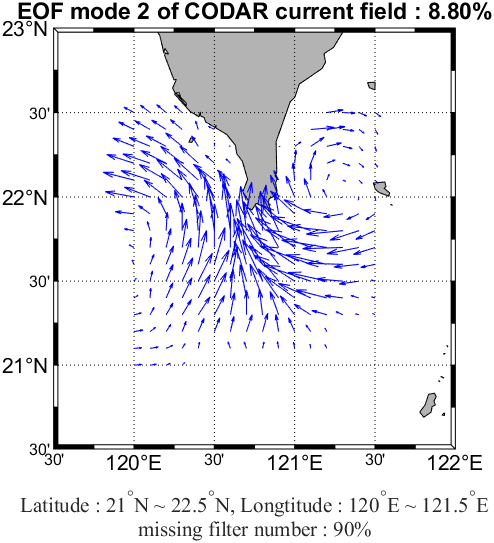 EOF mode 2 of CODAR current field : 8.80%
23°N
30'
22°N
30'
21°N
30'
30' 120°E 30' 121°E 30' 122°E
Latitude : 21°N ~ 22.5°N, Longtitude : 120°E ~ 121.5°E
missing filter number : 90%